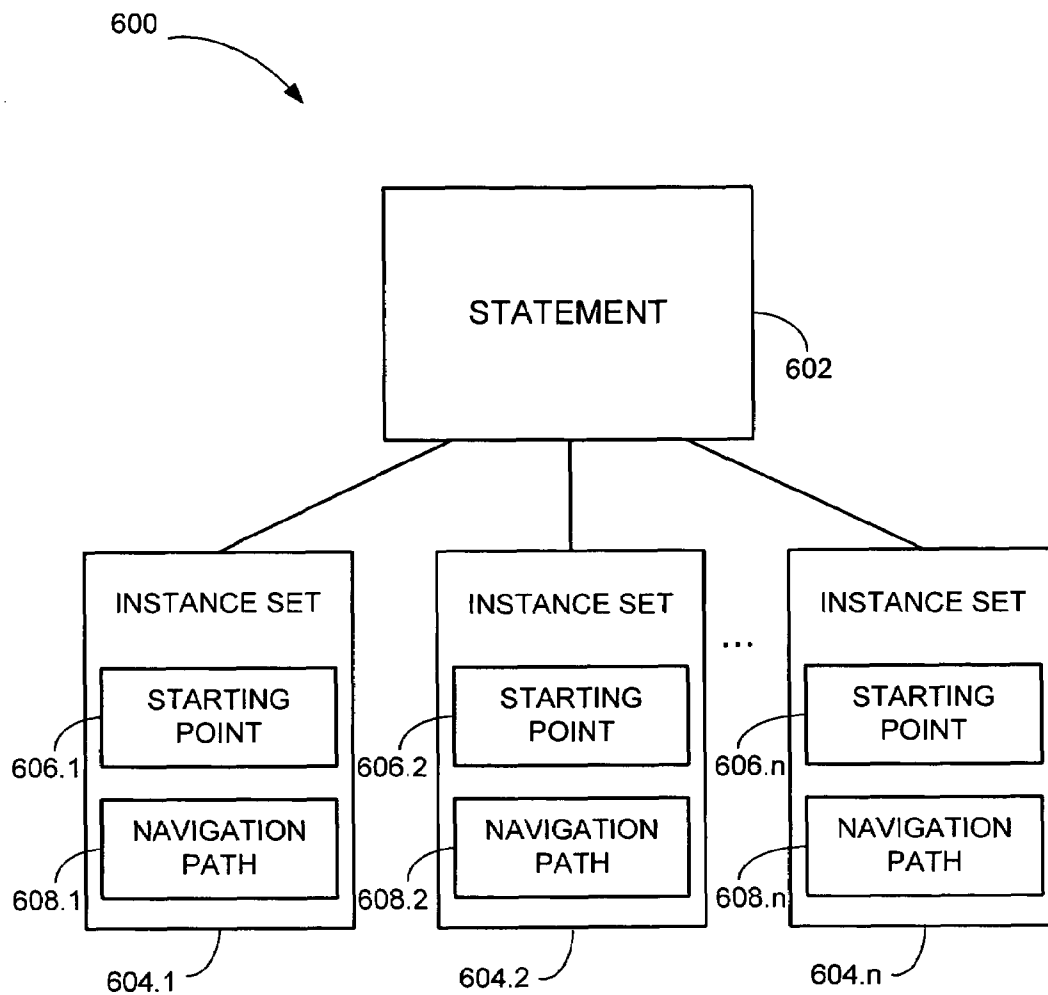 600
STATEMENT
602
INSTANCE SET
INSTANCE SET
INSTANCE SET
...
STARTING
POINT
STARTING
POINT
STARTING
POINT
606.1
606.2
606.n
NAVIGATION
PATH
NAVIGATION
PATH
NAVIGATION
PATH
608.1
608.2
608.n
604.1
604.2
604.n